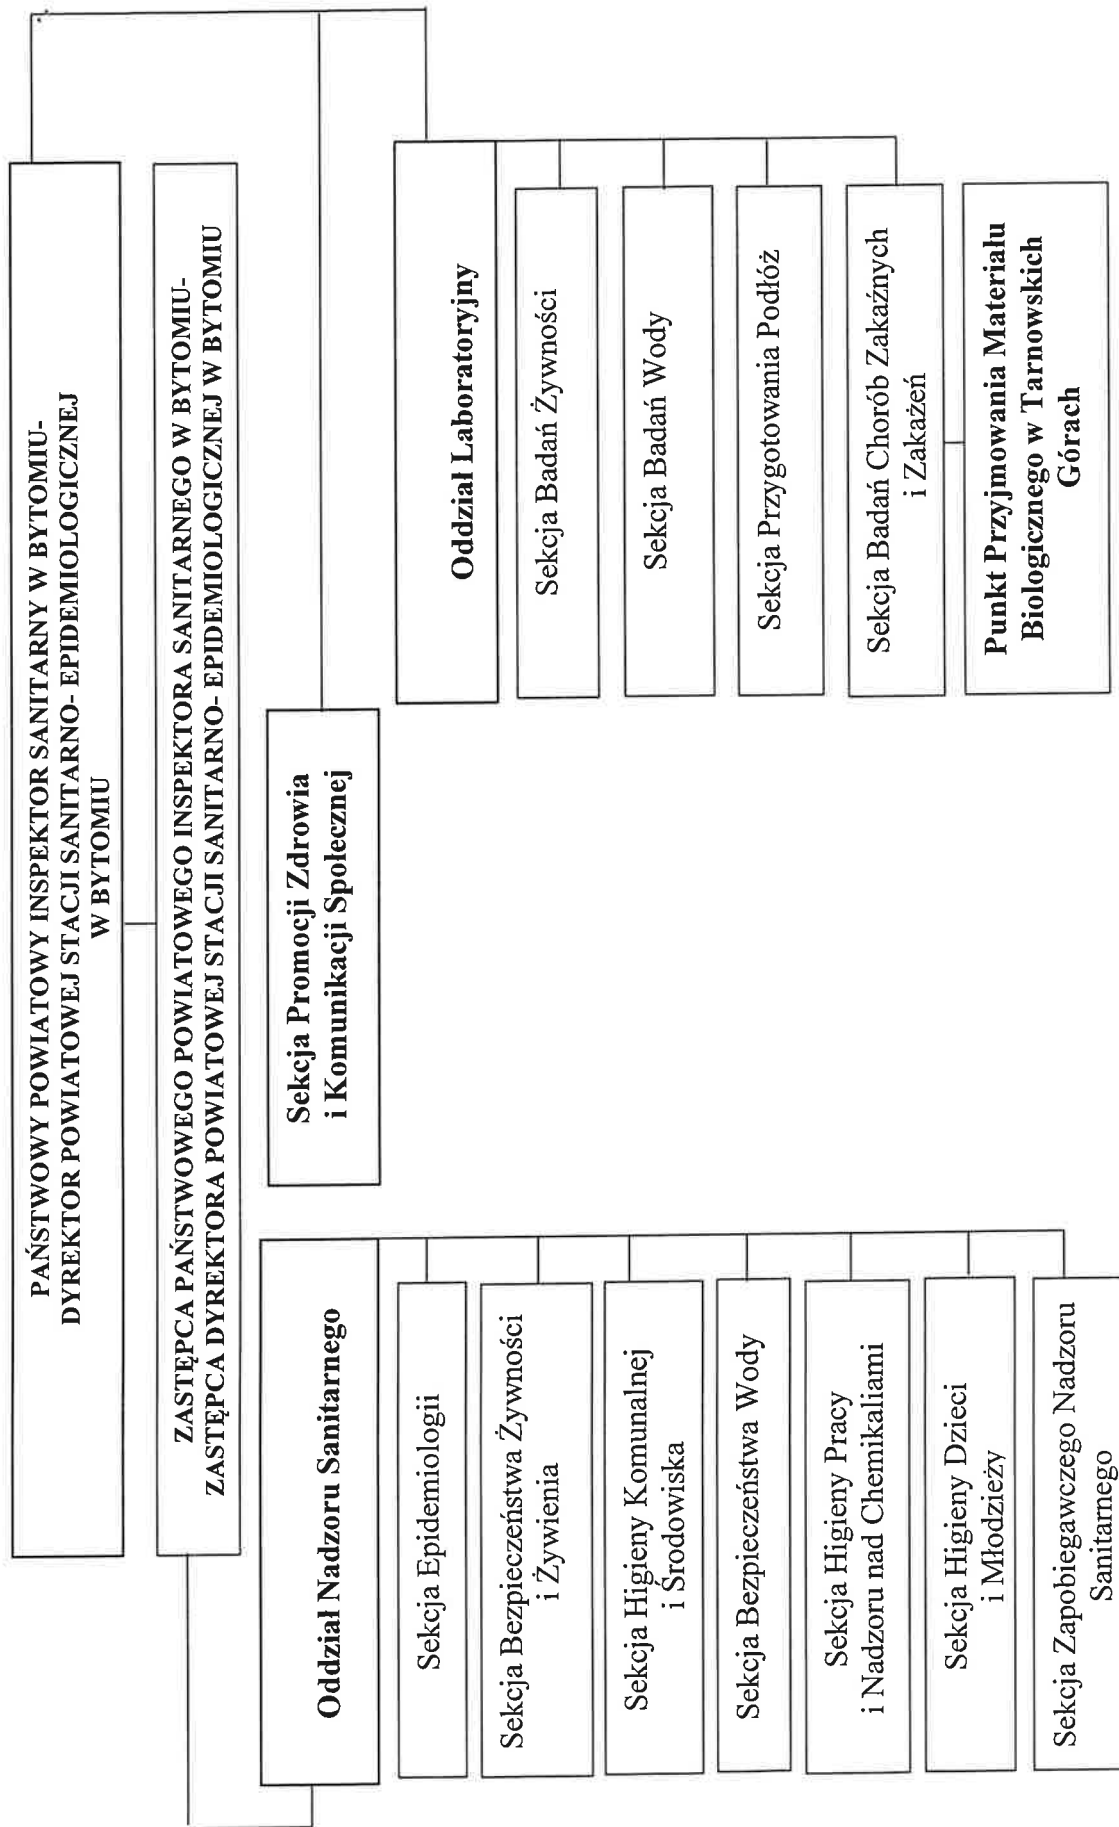 PAŃSTWOWY POWIATOWY INSPEKTOR SANITARNY W BYTOMIU-
DYREKTOR POWIATOWEJ STACJI SANITARNO- EPIDEMIOLOGICZNEJ
W BYTOMIU
ZASTĘPCA PAŃSTWOWEGO POWIATOWEGO INSPEKTORA SANITARNEGO W BYTOMIU-
ZASTĘPCA DYREKTORA POWIATOWEJ STACJI SANITARNO- EPIDEMIOLOGICZNEJ W BYTOMIU
Oddział Nadzoru Sanitarnego
Sekcja Epidemiologii
Sekcja Bezpieczeństwa Żywności
i Żywienia
Sekcja Higieny Komunalnej
i Środowiska
Sekcja Bezpieczeństwa Wody
Sekcja Higieny Pracy
i Nadzoru nad Chemikaliami
Sekcja Higieny Dzieci
i Młodzieży
Sekcja Zapobiegawczego Nadzoru
Sanitarnego
Sekcja Promocji Zdrowia
i Komunikacji Społecznej
Oddział Laboratoryjny
Sekcja Badań Żywności
Sekcja Badań Wody
Sekcja Przygotowania Podłóż
Sekcja Badań Chorób Zakaźnych
i Zakażeń
Punkt Przyjmowania Materiału
Biologicznego w Tarnowskich
Górach